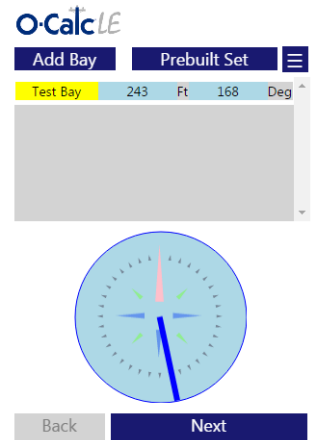 O·Calc LE
Add Bay Prebuilt Set
Test Bay 243 Ft 168 Deg
Back Next